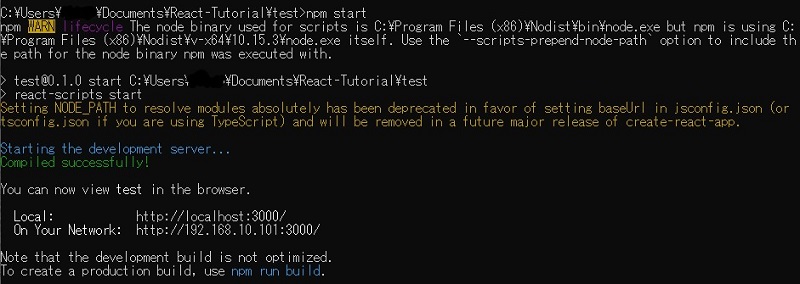 C:¥Users¥ ¥Documents¥React-Tutorial¥test>npm start
npm WARN lifecycle The node binary used for scripts is C:¥Program Files (x86)¥Nodist¥bin¥node.exe but npm is using C:
¥Program Files (x86)¥Nodist¥v-x64¥10.15.3¥node.exe itself. Use the `--scripts-prepend-node-path` option to include th
e path for the node binary npm was executed with.
> test@0.1.0 start C:¥Users¥ ¥Documents¥React-Tutorial¥test
> react-scripts start
Setting NODE_PATH to resolve modules absolutely has been deprecated in favor of setting baseUrl in jsconfig.json (or
tsconfig.json if you are using TypeScript) and will be removed in a future major release of create-react-app.
Starting the development server...
Compiled successfully!
You can now view test in the browser.
Local: http://localhost:3000/
On Your Network: http://192.168.10.101:3000/
Note that the development build is not optimized.
To create a production build, use npm run build.